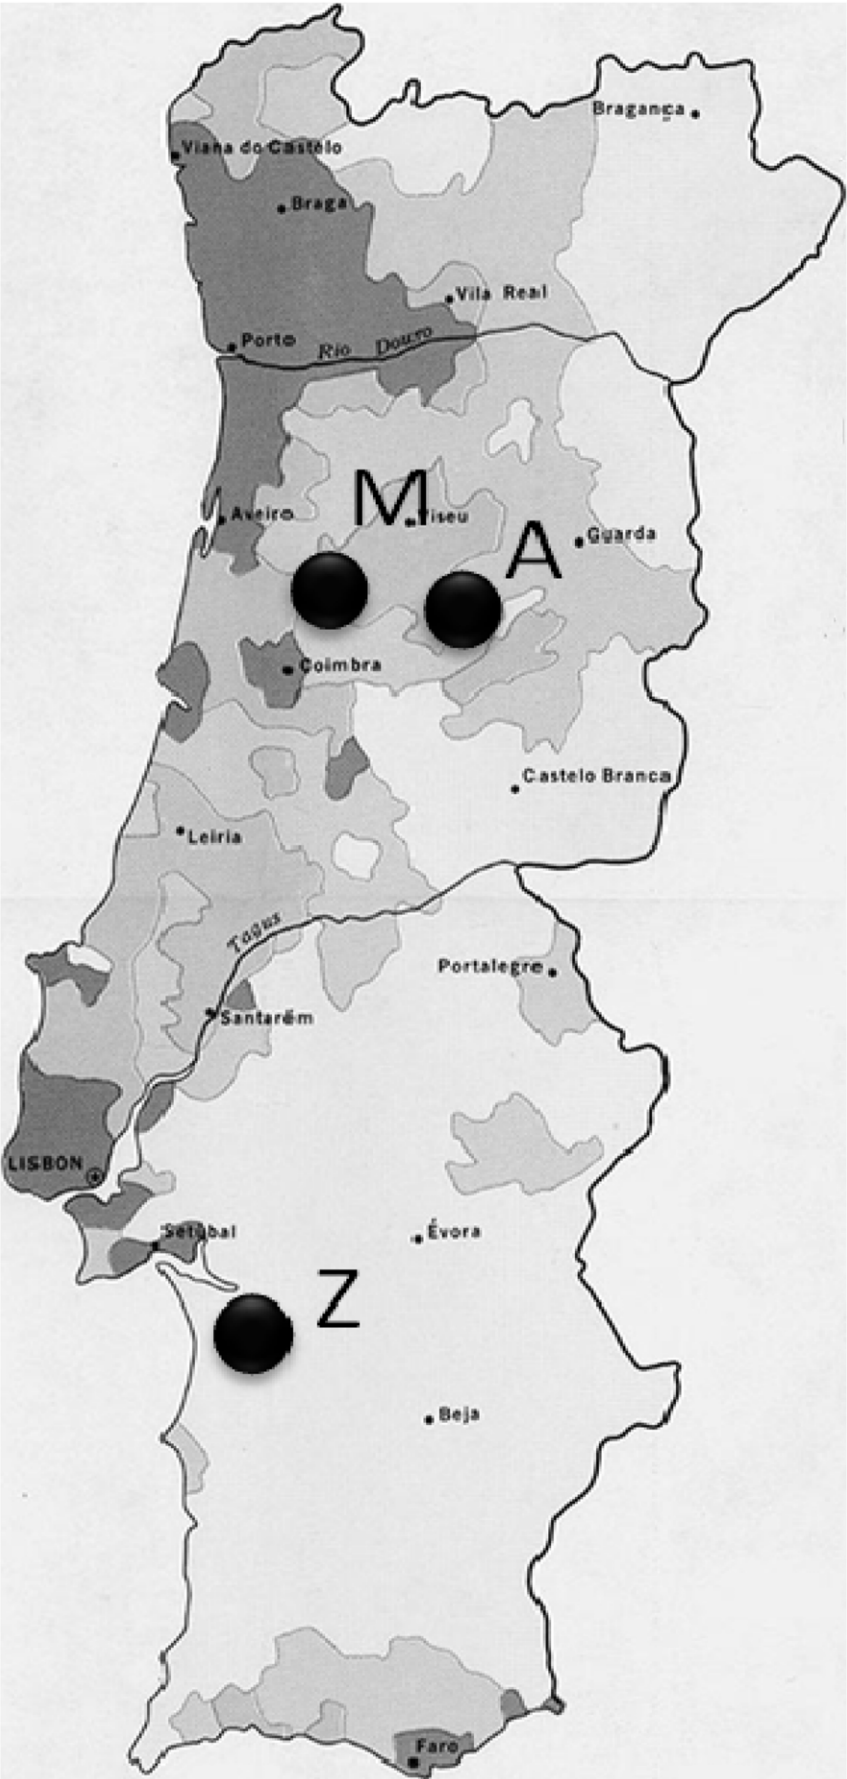 Bragança
Viana do Castelo
Braga
Vila Real
Porto
Rio Douro
M
Aveiro
Viseu
A
Guarda
Coimbra
Castelo Branco
Leiria
Tagus
Portalegre
Santarém
LISBON
Setúbal
Évora
Z
Beja
Faro